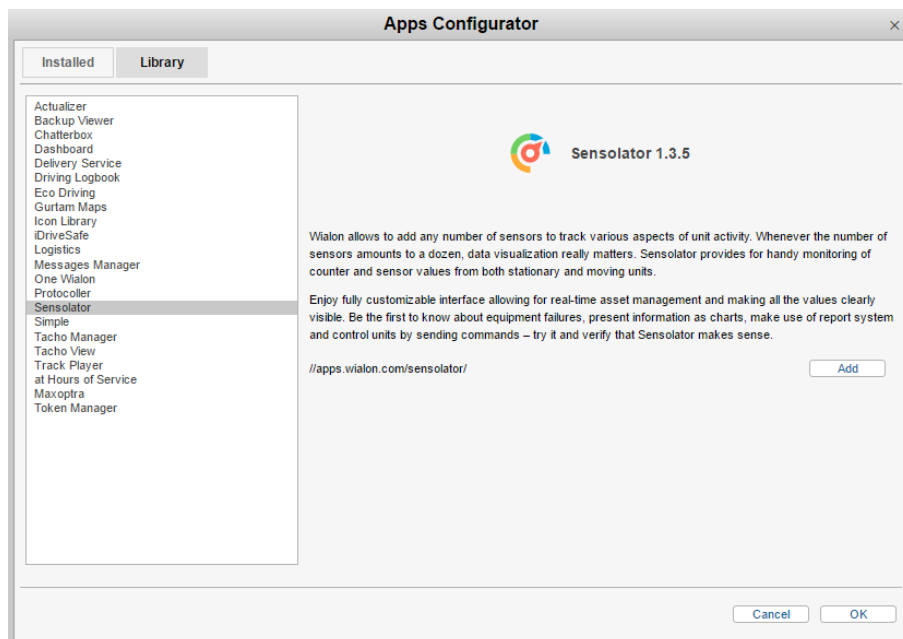 Apps Configurator
×
Installed
Library
Actualizer
Backup Viewer
Chatterbox
Dashboard
Delivery Service
Driving Logbook
Eco Driving
Gurtam Maps
Icon Library
iDriveSafe
Logistics
Messages Manager
One Wialon
Protocoller
Sensolator
Simple
Tacho Manager
Tacho View
Track Player
at Hours of Service
Maxoptra
Token Manager
Sensolator 1.3.5
Wialon allows to add any number of sensors to track various aspects of unit activity. Whenever the number of
sensors amounts to a dozen, data visualization really matters. Sensolator provides for handy monitoring of
counter and sensor values from both stationary and moving units.
Enjoy fully customizable interface allowing for real-time asset management and making all the values clearly
visible. Be the first to know about equipment failures, present information as charts, make use of report system
and control units by sending commands – try it and verify that Sensolator makes sense.
//apps.wialon.com/sensolator/
Add
Cancel
OK